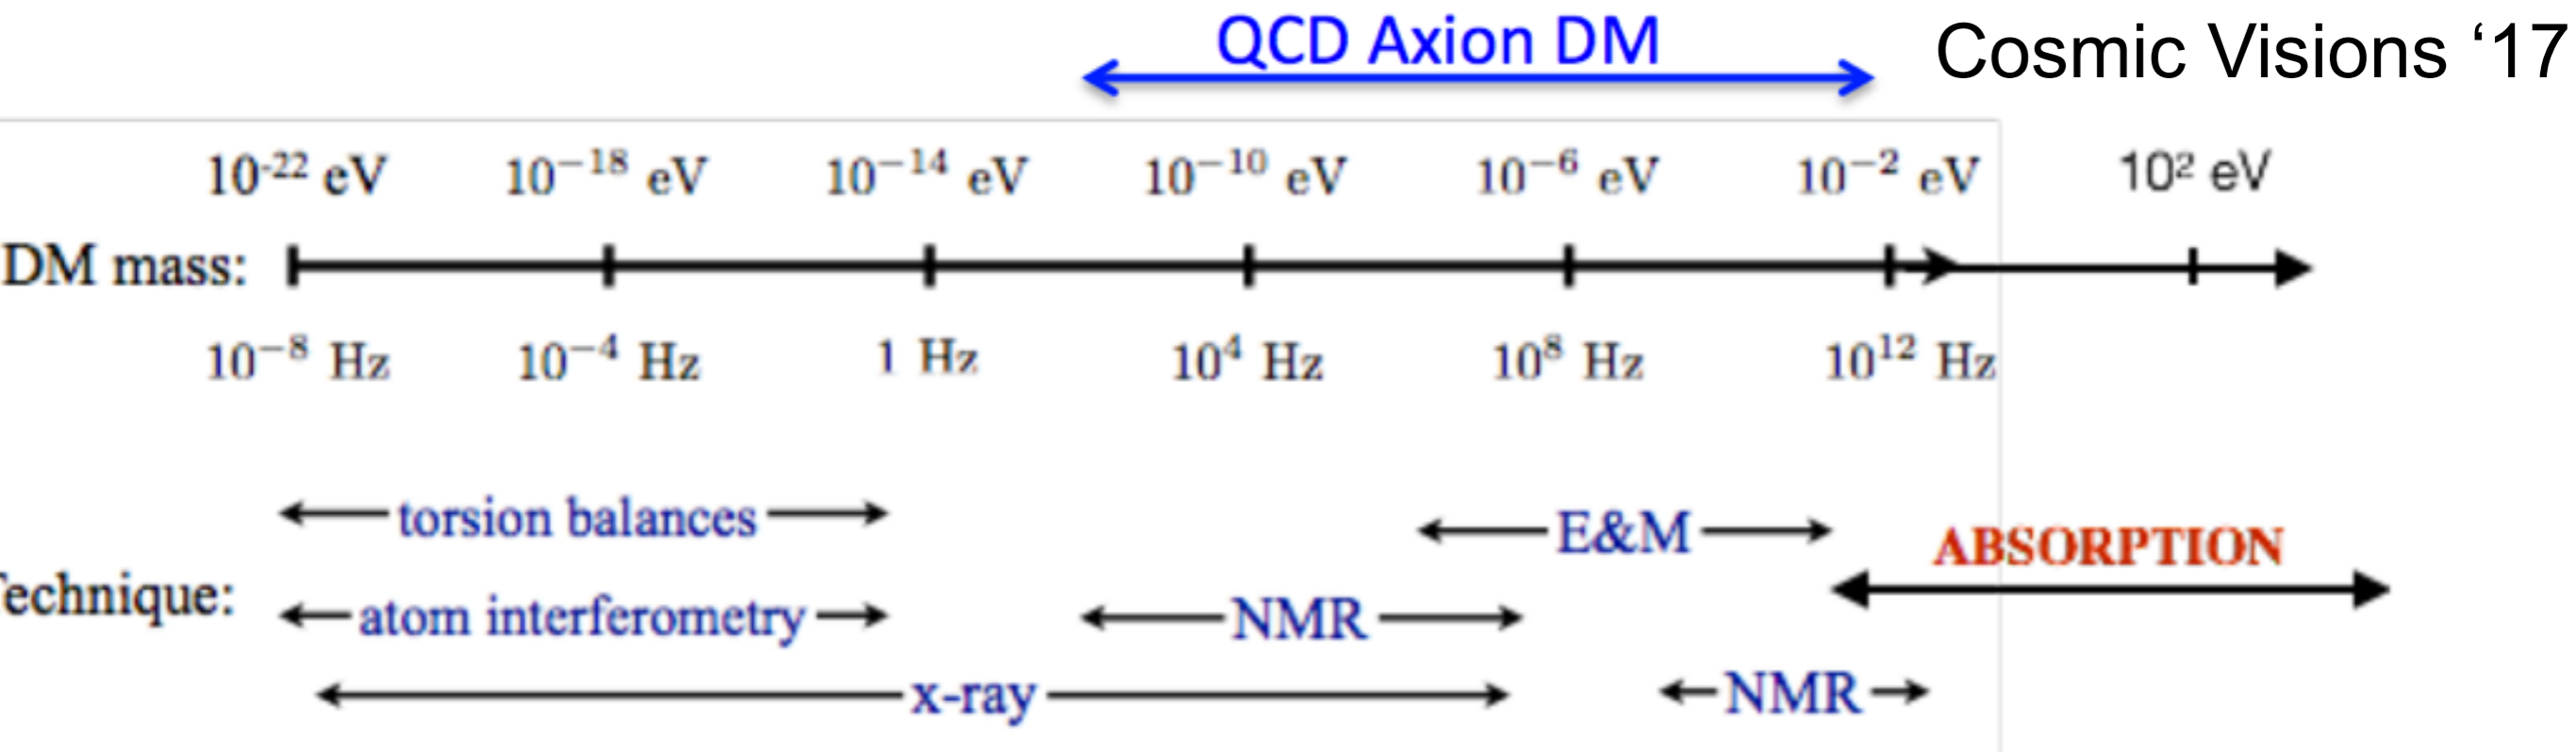 QCD Axion DM
Cosmic Visions ‘17
10-22 eV 10−18 eV 10−14 eV 10−10 eV 10−6 eV 10−2 eV 10² eV
DM mass:
10−8 Hz 10−4 Hz 1 Hz 10⁴ Hz 10⁸ Hz 10¹² Hz
torsion balances E&M ABSORPTION
echnique: atom interferometry NMR
x-ray NMR